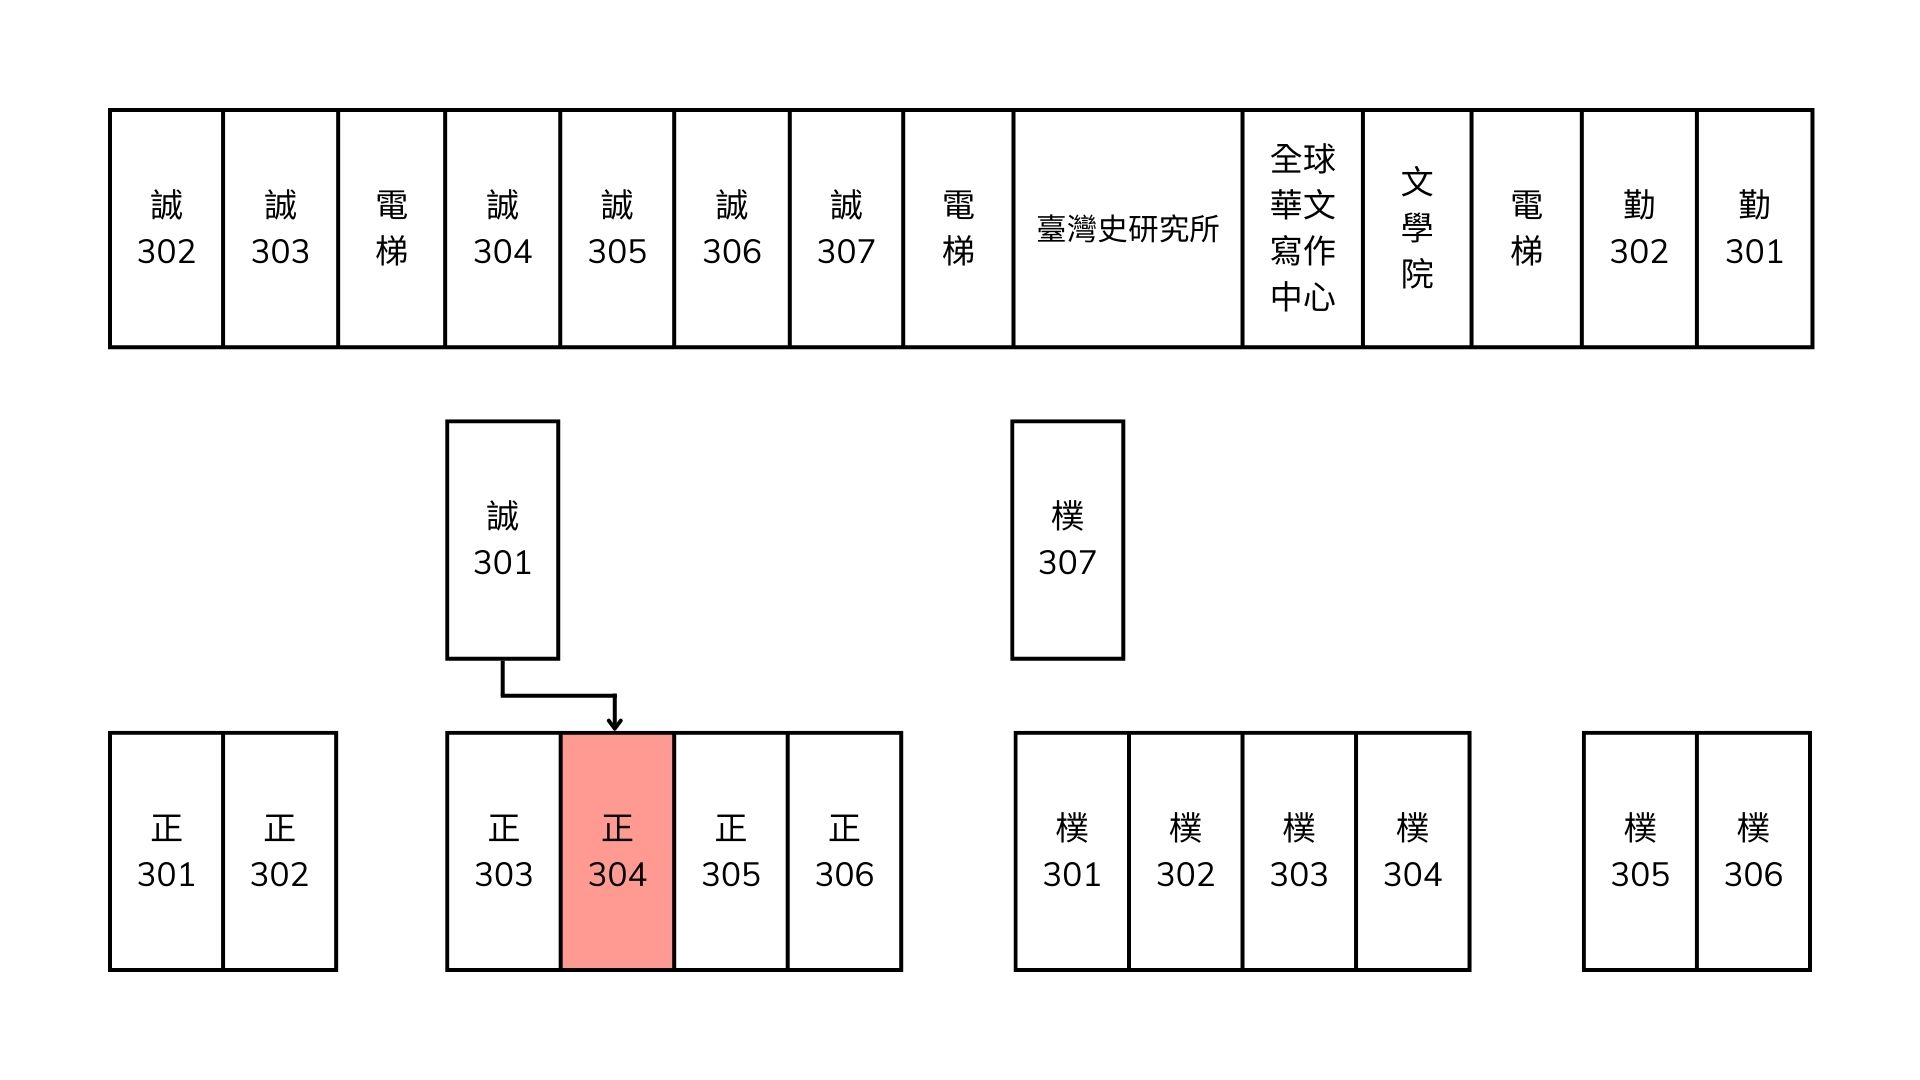 誠
302
誠
303
電
梯
誠
304
誠
305
誠
306
誠
307
電
梯
臺灣史研究所
全球
華文
寫作
中心
文
學
院
電
梯
勤
302
勤
301
誠
301
樸
307
正
301
正
302
正
303
正
304
正
305
正
306
樸
301
樸
302
樸
303
樸
304
樸
305
樸
306